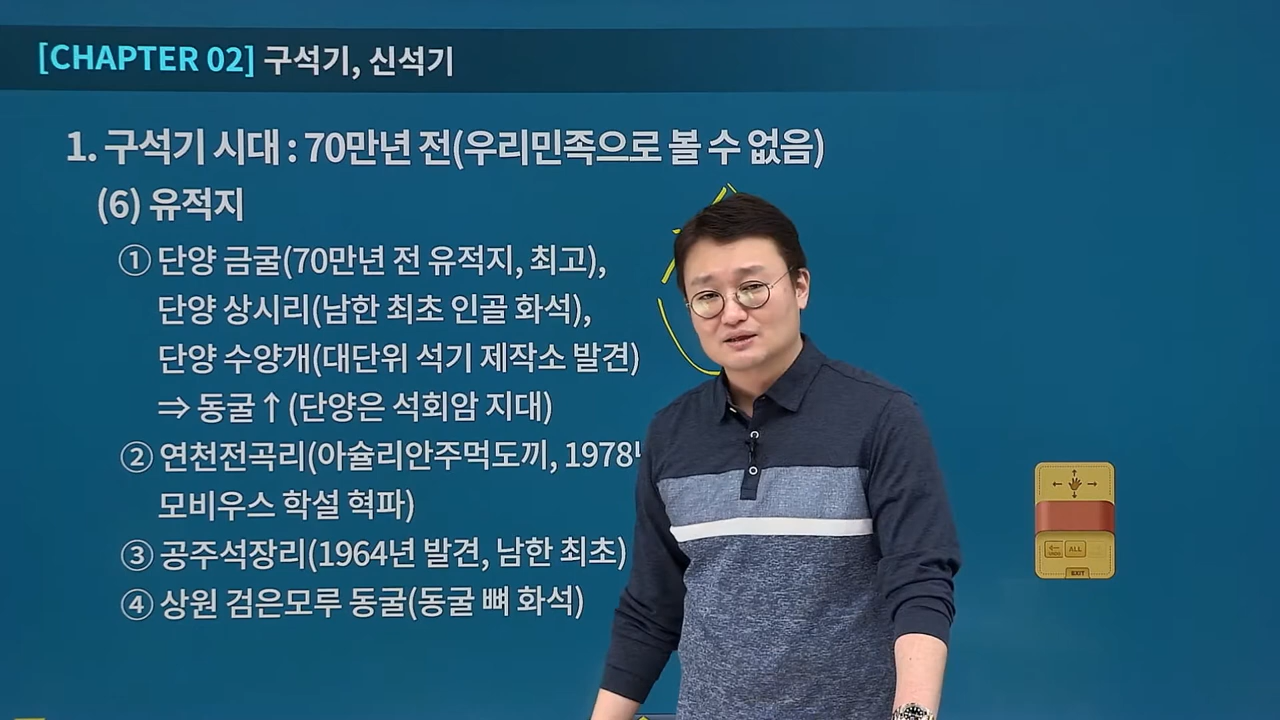 [CHAPTER 02] 구석기, 신석기
1. 구석기 시대 : 70만년 전(우리민족으로 볼 수 없음)
(6) 유적지
① 단양 금굴(70만년 전 유적지, 최고),
단양 상시리(남한 최초 인골 화석),
단양 수양개(대단위 석기 제작소 발견)
⇒ 동굴↑(단양은 석회암 지대)
② 연천전곡리(아슐리안주먹도끼, 1978
모비우스 학설 혁파)
③ 공주석장리(1964년 발견, 남한 최초)
④ 상원 검은모루 동굴(동굴 뼈 화석)
ALL
EXIT